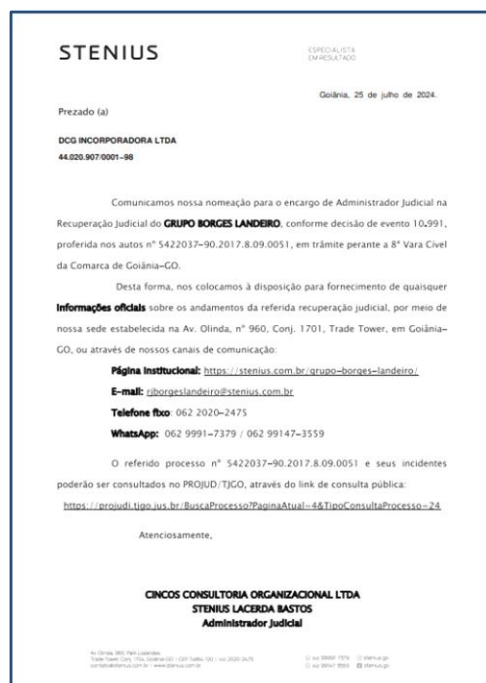 STENIUS
ESPECIALISTA
EM RESULTADO
Goiânia, 25 de julho de 2024.
Prezado (a)
DCG INCORPORADORA LTDA
44.020.907/0001-98
Comunicamos nossa nomeação para o encargo de Administrador Judicial na
Recuperação Judicial do GRUPO BORGES LANDEIRO, conforme decisão de evento 10.991,
proferida nos autos nº 5422037-90.2017.8.09.0051, em trâmite perante a 8ª Vara Cível
da Comarca de Goiânia-GO.
Desta forma, nos colocamos à disposição para fornecimento de quaisquer
informações oficiais sobre os andamentos da referida recuperação judicial, por meio de
nossa sede estabelecida na Av. Olinda, nº 960, Conj. 1701, Trade Tower, em Goiânia-
GO, ou através de nossos canais de comunicação:
Página Institucional: https://stenius.com.br/grupo-borges-landeiro/
E-mail: rjborgeslandeiro@stenius.com.br
Telefone fixo: 062 2020-2475
WhatsApp: 062 9991-7379 / 062 99147-3559
O referido processo nº 5422037-90.2017.8.09.0051 e seus incidentes
poderão ser consultados no PROJUD/TJGO, através do link de consulta pública:
https://projudi.tjgo.jus.br/BuscaProcesso?PaginaAtual=4&TipoConsultaProcesso=24
Atenciosamente,
CINCOS CONSULTORIA ORGANIZACIONAL LTDA
STENIUS LACERDA BASTOS
Administrador Judicial